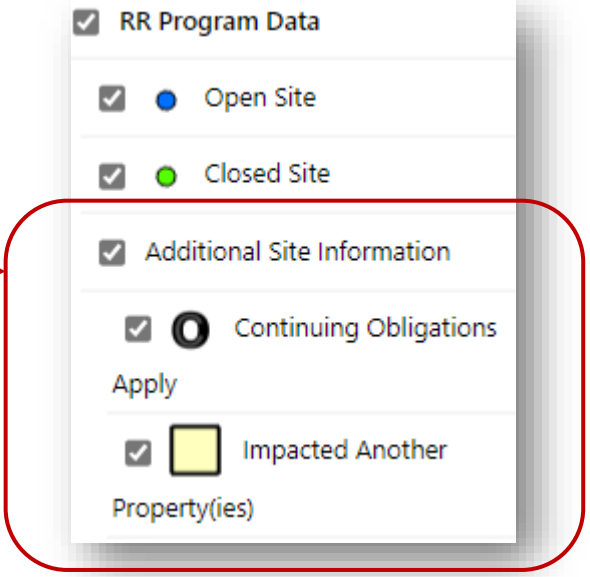 RR Program Data
Open Site
Closed Site
Additional Site Information
Continuing Obligations
Apply
Impacted Another
Property(ies)